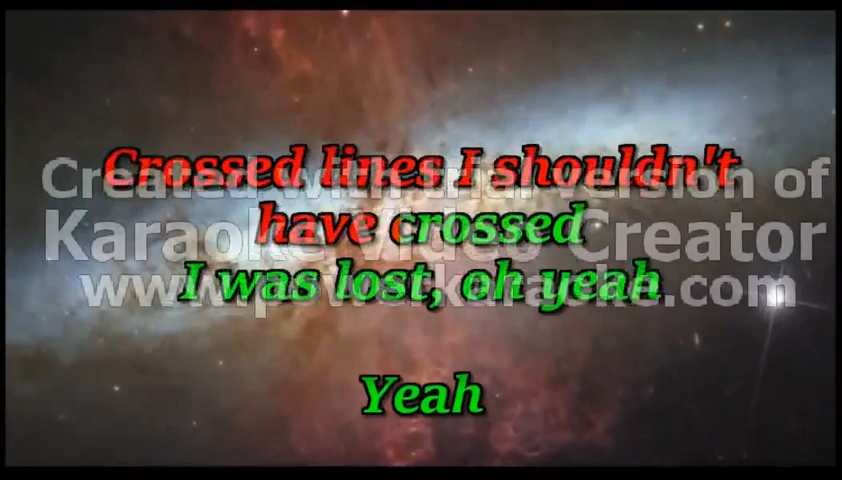 Crossed lines I shouldn't
have crossed
I was lost, oh yeah
Yeah
Created with trial version of
Karaoke Video Creator
www.powerkaraoke.com